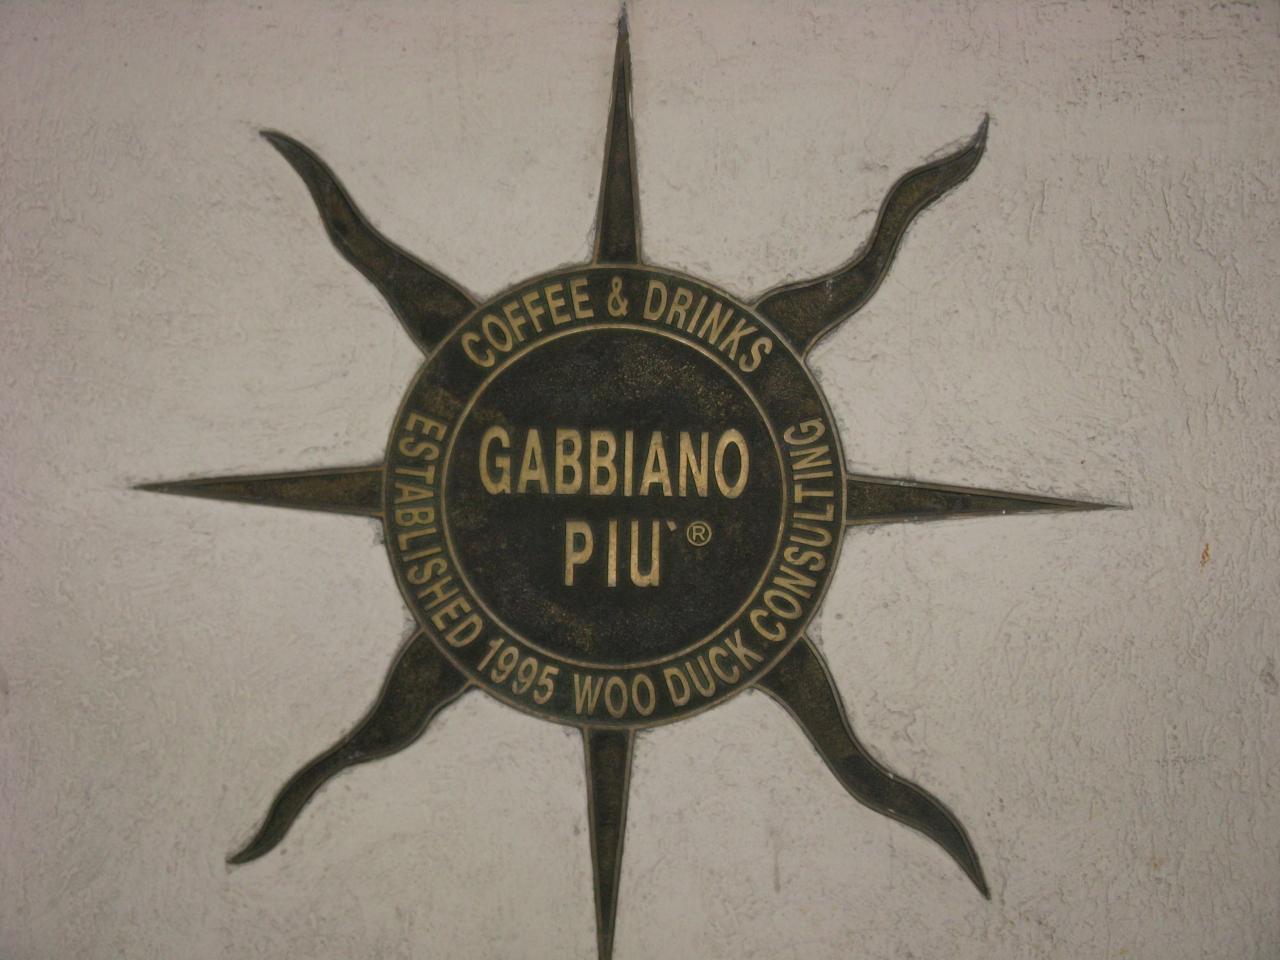 COFFEE & DRINKS
GABBIANO
PIU`®
ESTABLISHED 1995 WOO DUCK CONSULTING